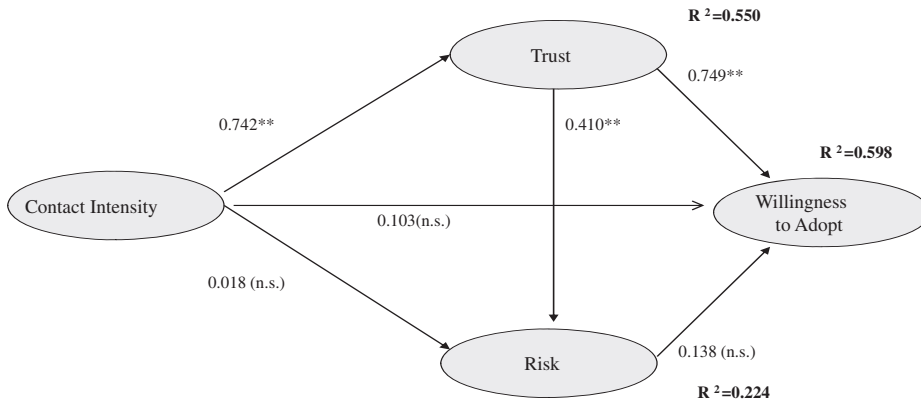 R ²=0.550
Trust
0.742**
0.410**
0.749**
R ²=0.598
Contact Intensity
0.103(n.s.)
Willingness
to Adopt
0.018 (n.s.)
Risk
0.138 (n.s.)
R ²=0.224